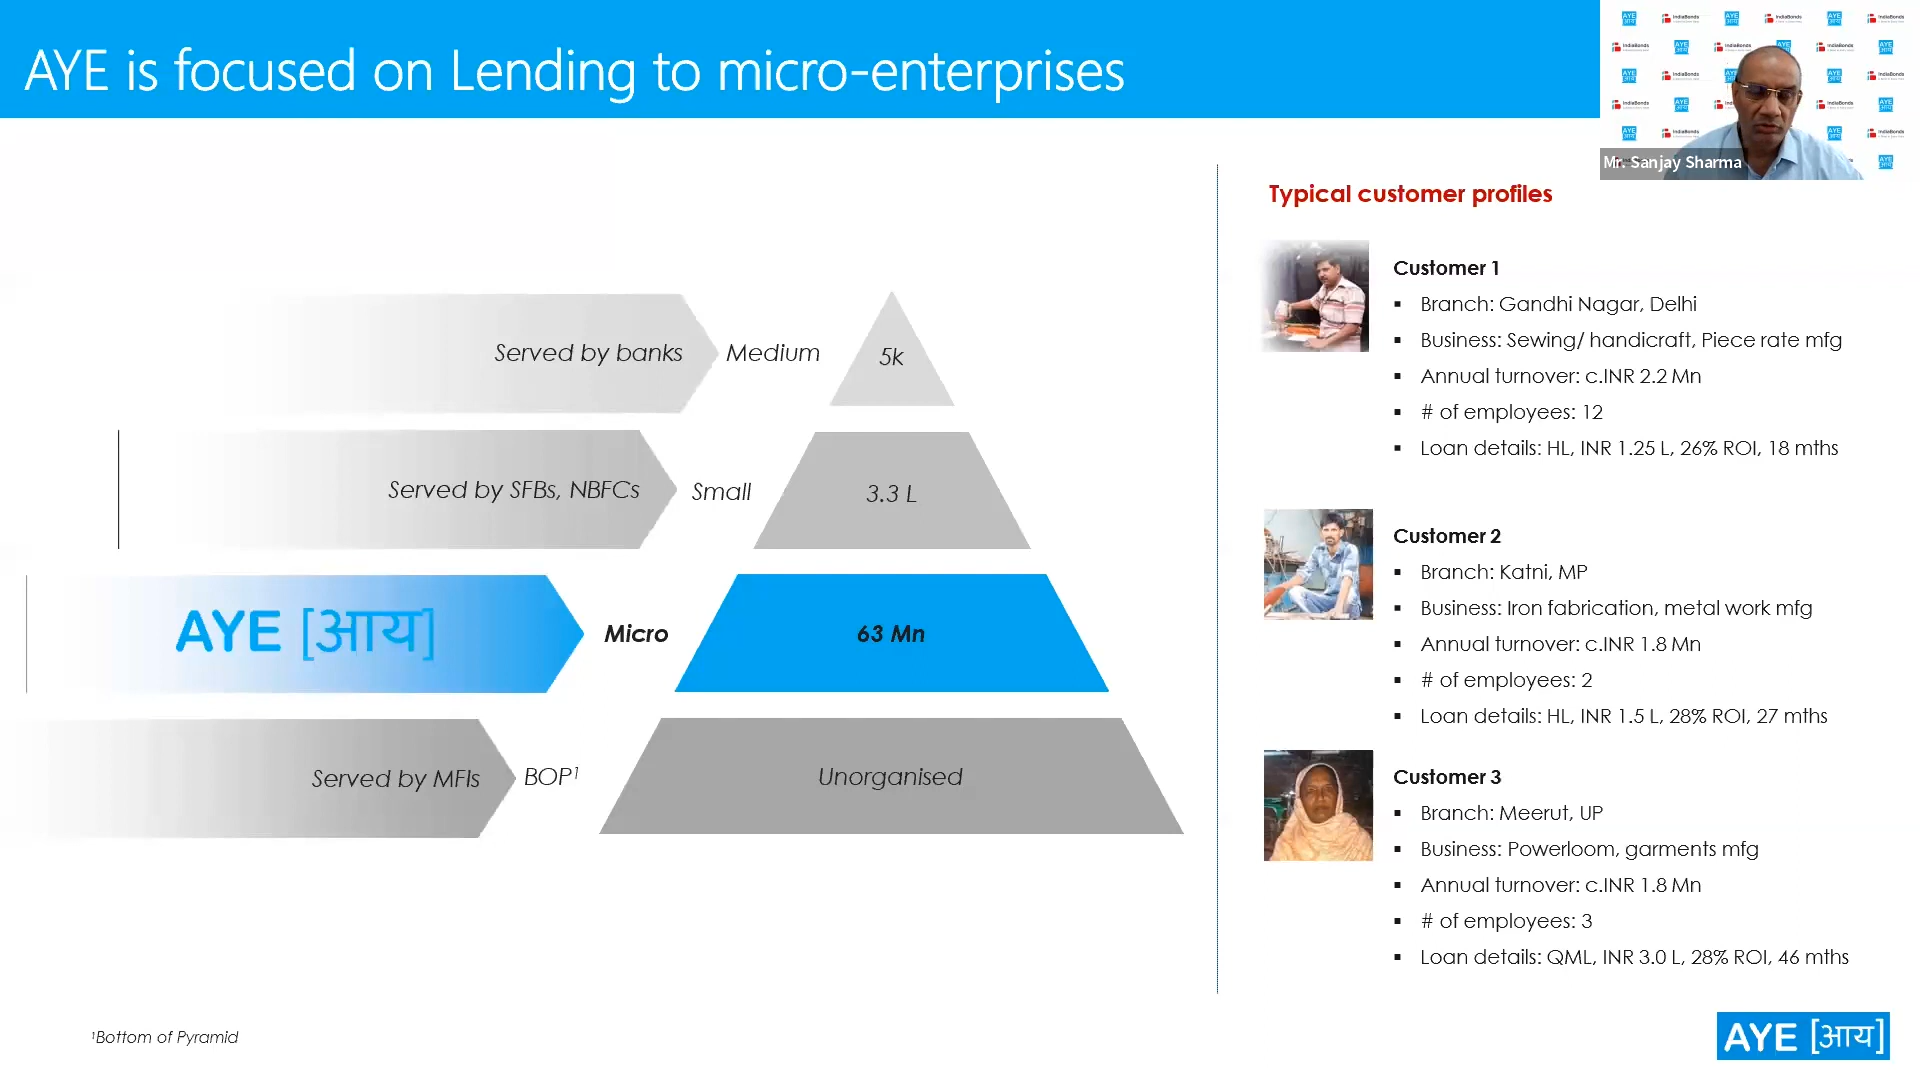 AYE is focused on Lending to micro-enterprises
AYE [आय]
IndiaBonds
Mr. Sanjay Sharma
Served by banks
Medium
5k
Served by SFBs, NBFCs
Small
3.3 L
AYE [आय]
Micro
63 Mn
Served by MFIs
BOP¹
Unorganised
¹Bottom of Pyramid
Typical customer profiles
Customer 1
▪ Branch: Gandhi Nagar, Delhi
▪ Business: Sewing/ handicraft, Piece rate mfg
▪ Annual turnover: c.INR 2.2 Mn
▪ # of employees: 12
▪ Loan details: HL, INR 1.25 L, 26% ROI, 18 mths
Customer 2
▪ Branch: Katni, MP
▪ Business: Iron fabrication, metal work mfg
▪ Annual turnover: c.INR 1.8 Mn
▪ # of employees: 2
▪ Loan details: HL, INR 1.5 L, 28% ROI, 27 mths
Customer 3
▪ Branch: Meerut, UP
▪ Business: Powerloom, garments mfg
▪ Annual turnover: c.INR 1.8 Mn
▪ # of employees: 3
▪ Loan details: QML, INR 3.0 L, 28% ROI, 46 mths
AYE [आय]